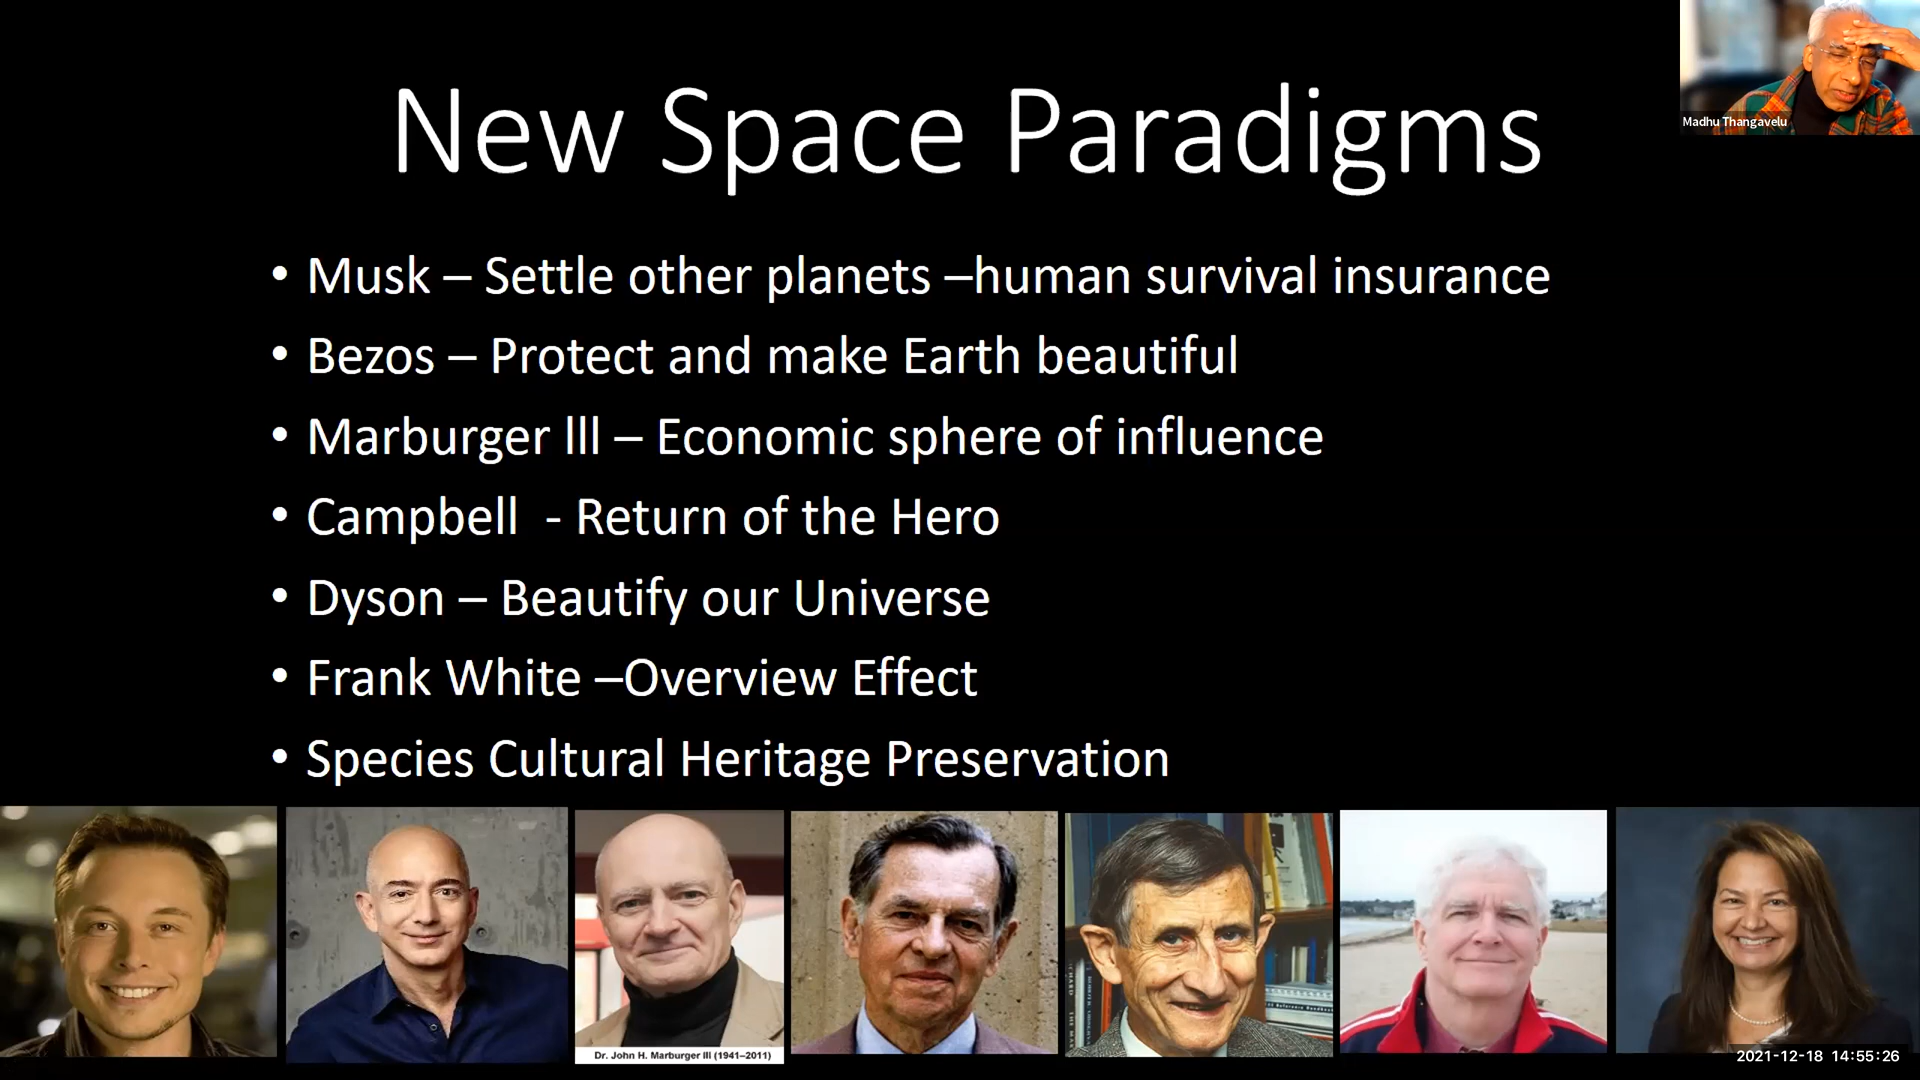 New Space Paradigms
Madhu Thangavelu
• Musk – Settle other planets –human survival insurance
• Bezos – Protect and make Earth beautiful
• Marburger lll – Economic sphere of influence
• Campbell  - Return of the Hero
• Dyson – Beautify our Universe
• Frank White –Overview Effect
• Species Cultural Heritage Preservation
Dr. John H. Marburger III (1941–2011)
2021-12-18 14:55:26